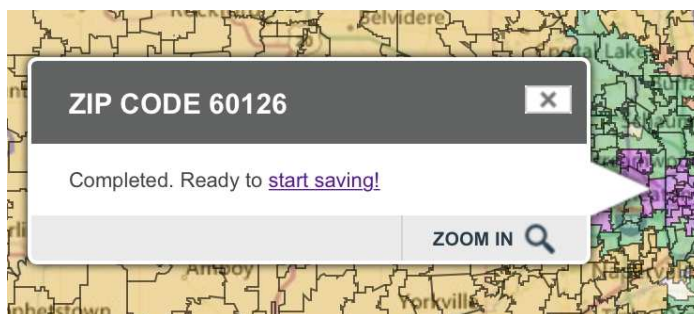 Belvidere
ZIP CODE 60126
Completed. Ready to start saving!
ZOOM IN
Amboy
Yorkville